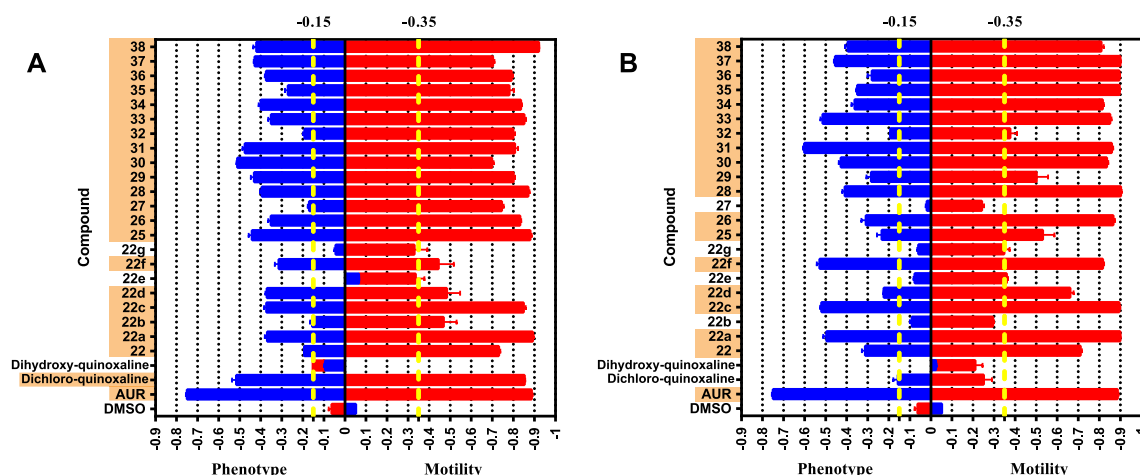 -0.15 -0.35
A
Compound
38
37
36
35
34
33
32
31
30
29
28
27
26
25
22g
22f
22e
22d
22c
22b
22a
22
Dihydroxy-quinoxaline
Dichloro-quinoxaline
AUR
DMSO
-0.9 -0.8 -0.7 -0.6 -0.5 -0.4 -0.3 -0.2 -0.1 0 -0.1 -0.2 -0.3 -0.4 -0.5 -0.6 -0.7 -0.8 -0.9 -1
Phenotype Motility
-0.15 -0.35
B
Compound
38
37
36
35
34
33
32
31
30
29
28
27
26
25
22g
22f
22e
22d
22c
22b
22a
22
Dihydroxy-quinoxaline
Dichloro-quinoxaline
AUR
DMSO
-0.9 -0.8 -0.7 -0.6 -0.5 -0.4 -0.3 -0.2 -0.1 0 -0.1 -0.2 -0.3 -0.4 -0.5 -0.6 -0.7 -0.8 -0.9 -1
Phenotype Motility